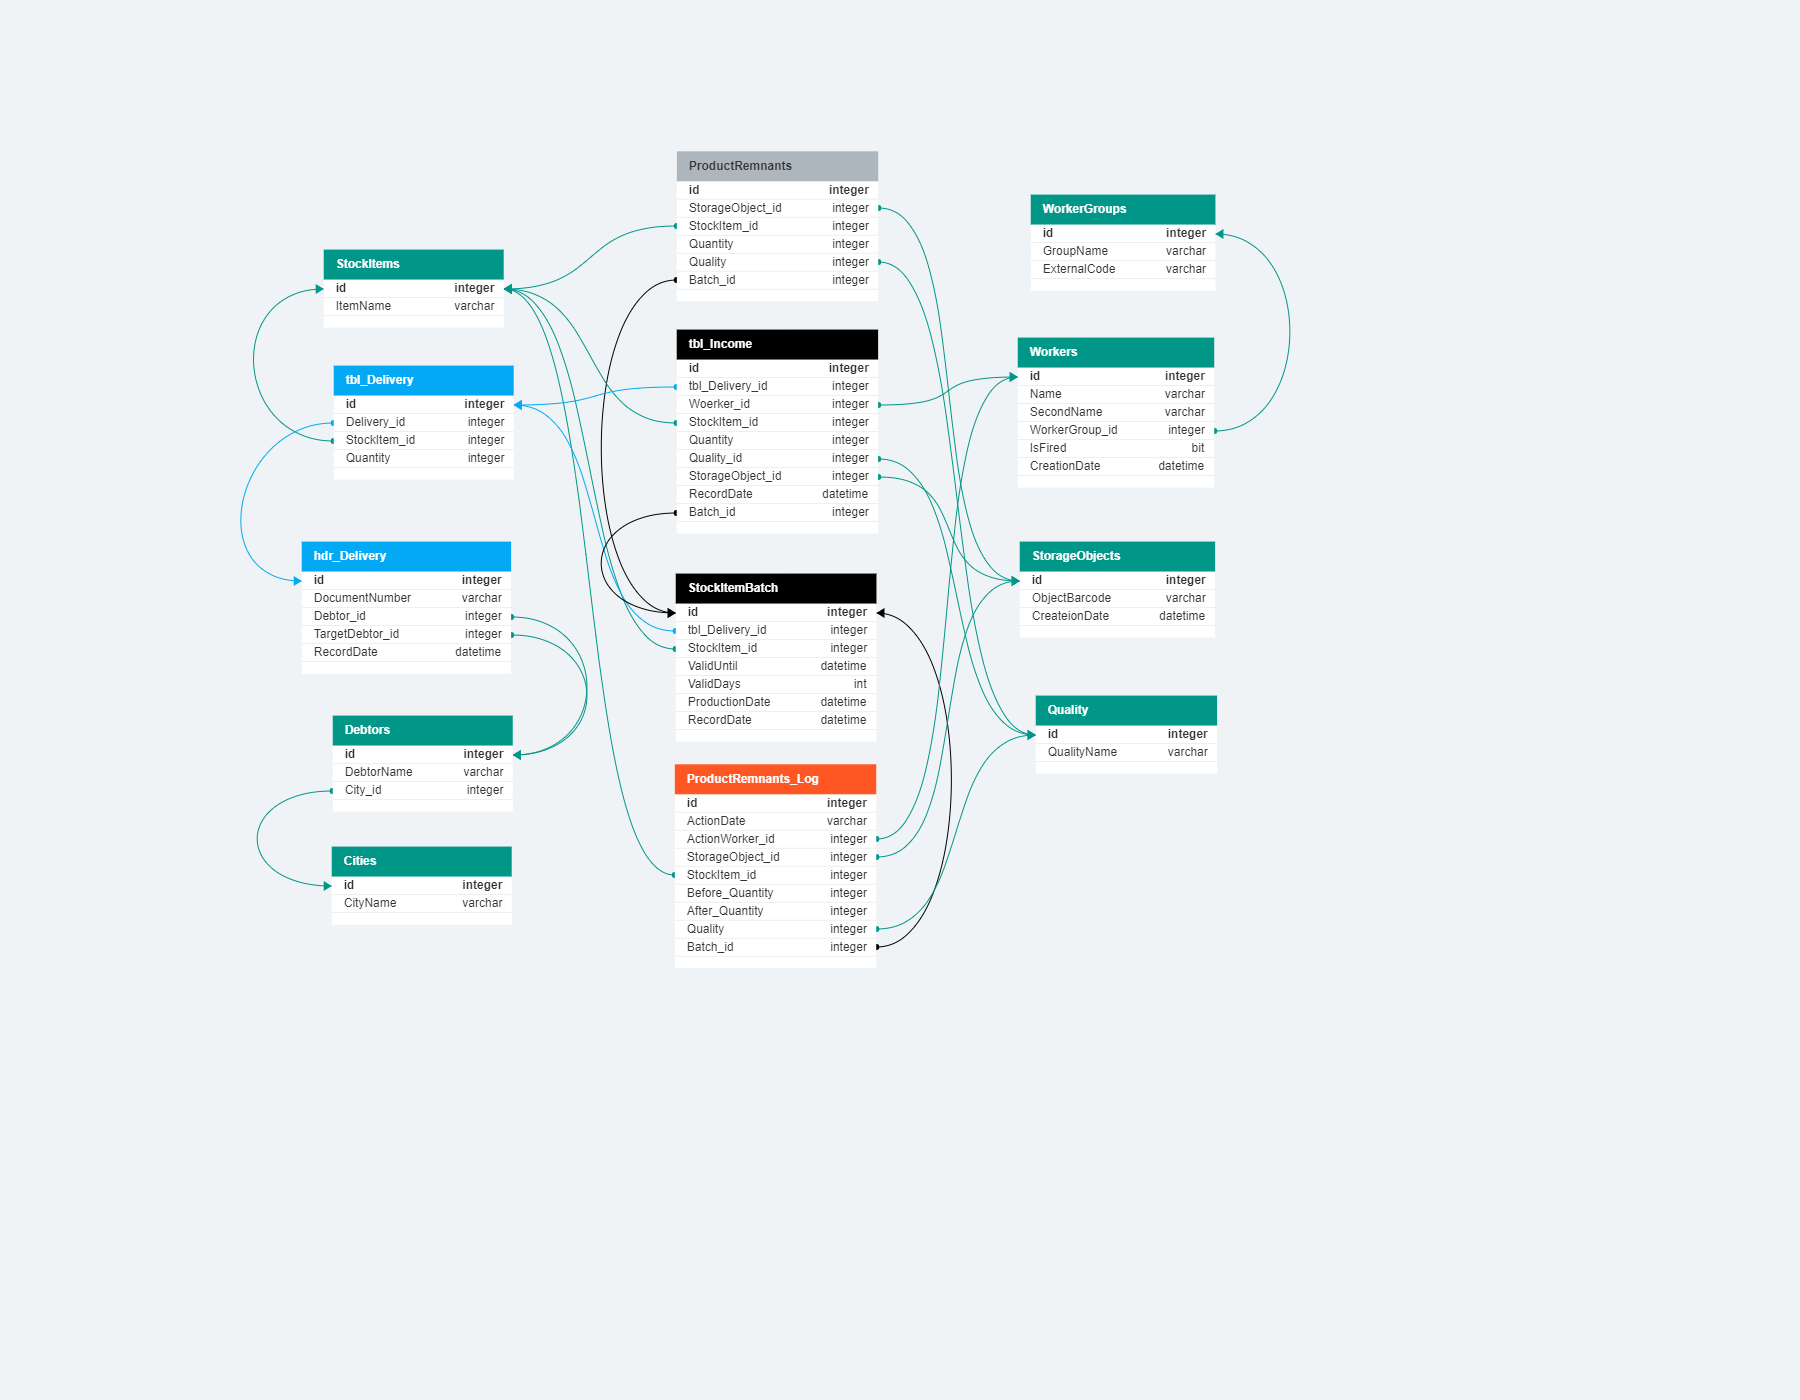 ProductRemnants
id integer
StorageObject_id integer
StockItem_id integer
Quantity integer
Quality integer
Batch_id integer
WorkerGroups
id integer
GroupName varchar
ExternalCode varchar
StockItems
id integer
ItemName varchar
tbl_Income
id integer
tbl_Delivery_id integer
Woerker_id integer
StockItem_id integer
Quantity integer
Quality_id integer
StorageObject_id integer
RecordDate datetime
Batch_id integer
Workers
id integer
Name varchar
SecondName varchar
WorkerGroup_id integer
IsFired bit
CreationDate datetime
tbl_Delivery
id integer
Delivery_id integer
StockItem_id integer
Quantity integer
hdr_Delivery
id integer
DocumentNumber varchar
Debtor_id integer
TargetDebtor_id integer
RecordDate datetime
StockItemBatch
id integer
tbl_Delivery_id integer
StockItem_id integer
ValidUntil datetime
ValidDays int
ProductionDate datetime
RecordDate datetime
StorageObjects
id integer
ObjectBarcode varchar
CreateionDate datetime
Quality
id integer
QualityName varchar
Debtors
id integer
DebtorName varchar
City_id integer
ProductRemnants_Log
id integer
ActionDate varchar
ActionWorker_id integer
StorageObject_id integer
StockItem_id integer
Before_Quantity integer
After_Quantity integer
Quality integer
Batch_id integer
Cities
id integer
CityName varchar